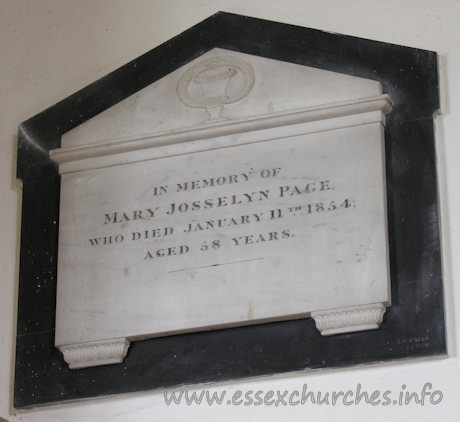 IN MEMORY OF
MARY JOSSELYN PAGE,
WHO DIED JANUARY 11TH 1854.
AGED 58 YEARS.
www.essexchurches.info